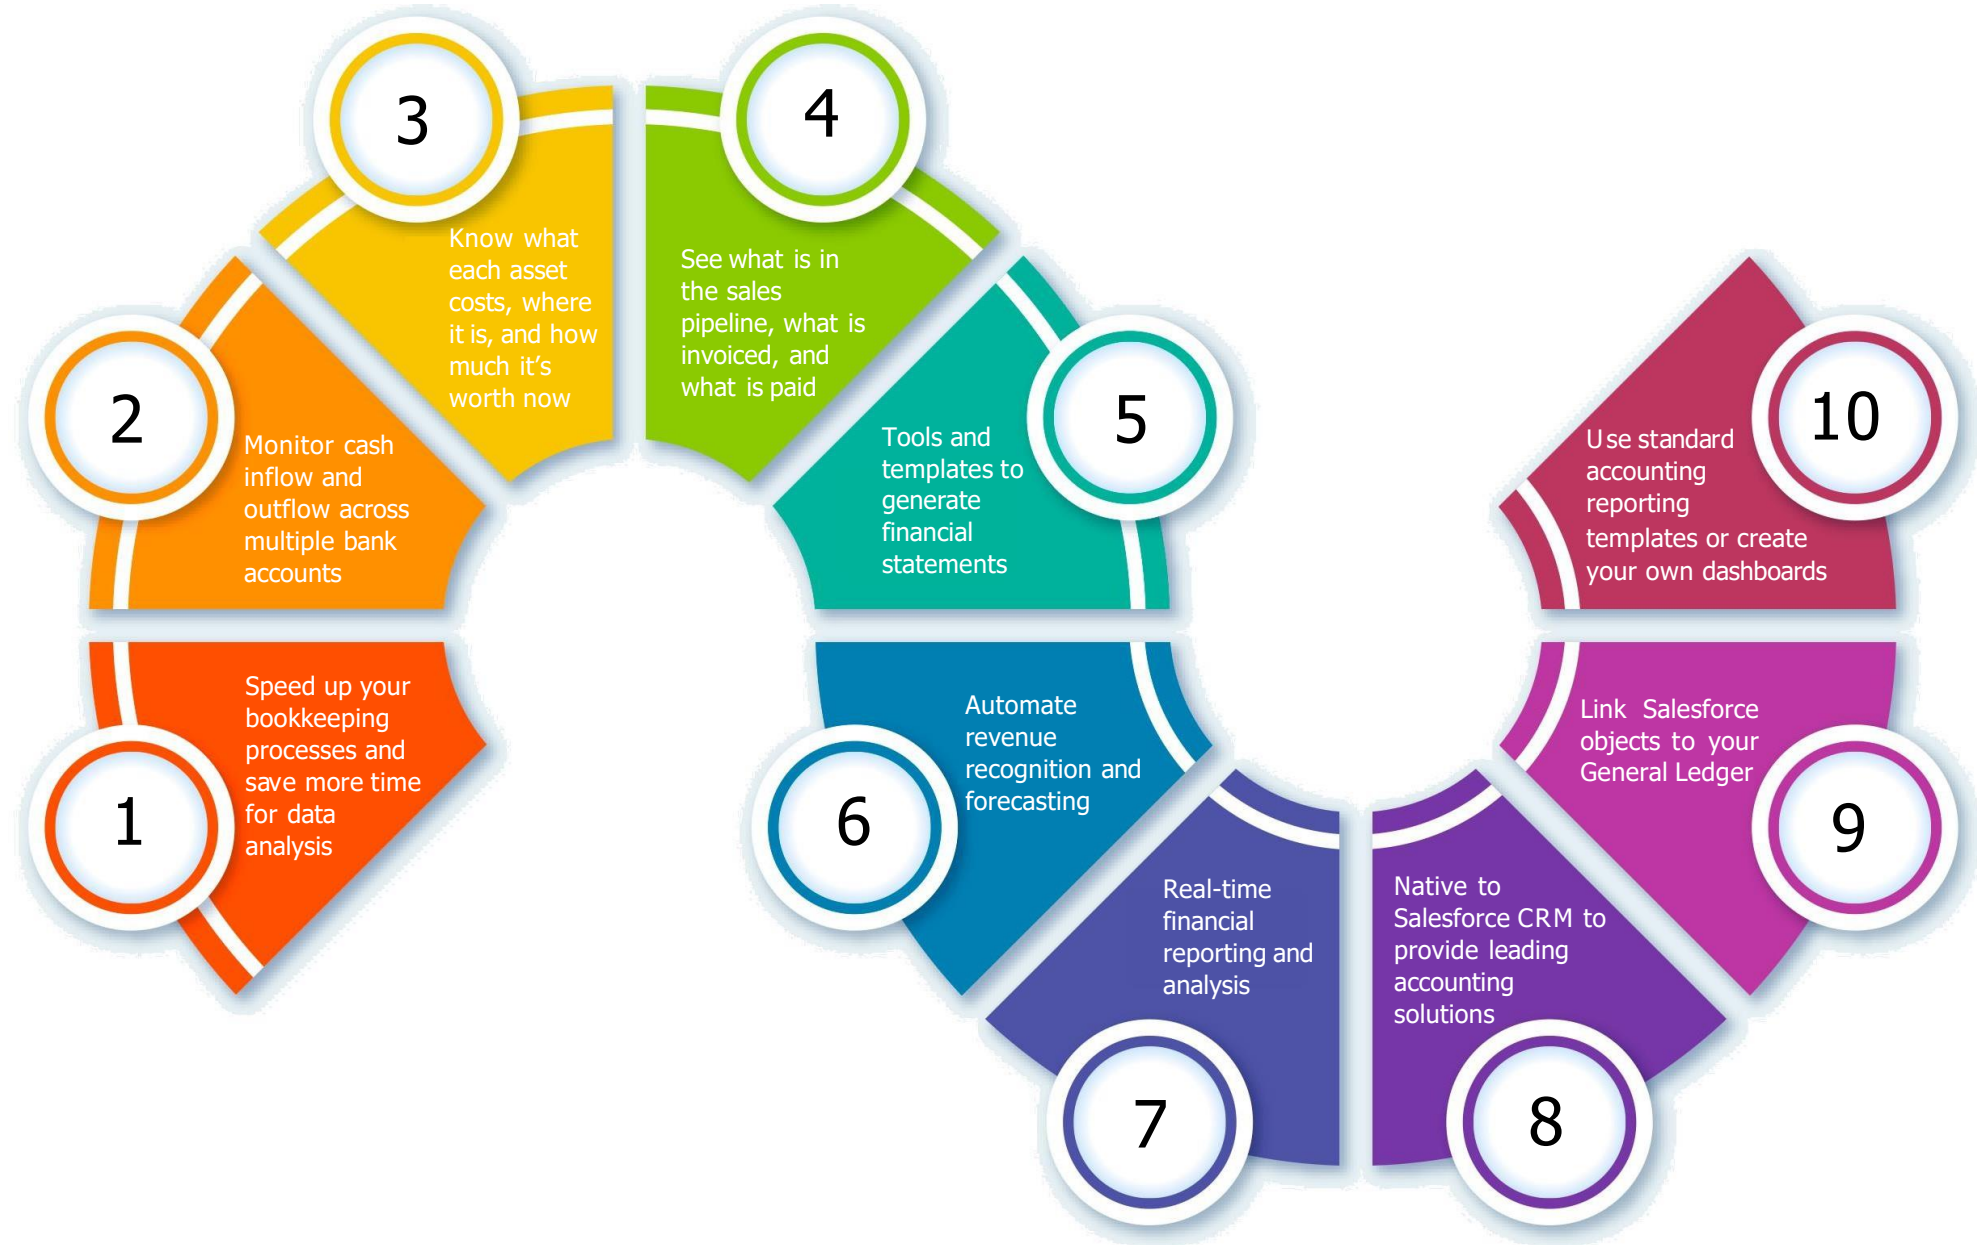 1
Speed up your
bookkeeping
processes and
save more time
for data
analysis
2
Monitor cash
inflow and
outflow across
multiple bank
accounts
3
Know what
each asset
costs, where
it is, and how
much it’s
worth now
4
See what is in
the sales
pipeline, what is
invoiced, and
what is paid
5
Tools and
templates to
generate
financial
statements
6
Automate
revenue
recognition and
forecasting
7
Real-time
financial
reporting and
analysis
8
Native to
Salesforce CRM to
provide leading
accounting
solutions
9
Link Salesforce
objects to your
General Ledger
10
Use standard
accounting
reporting
templates or create
your own dashboards